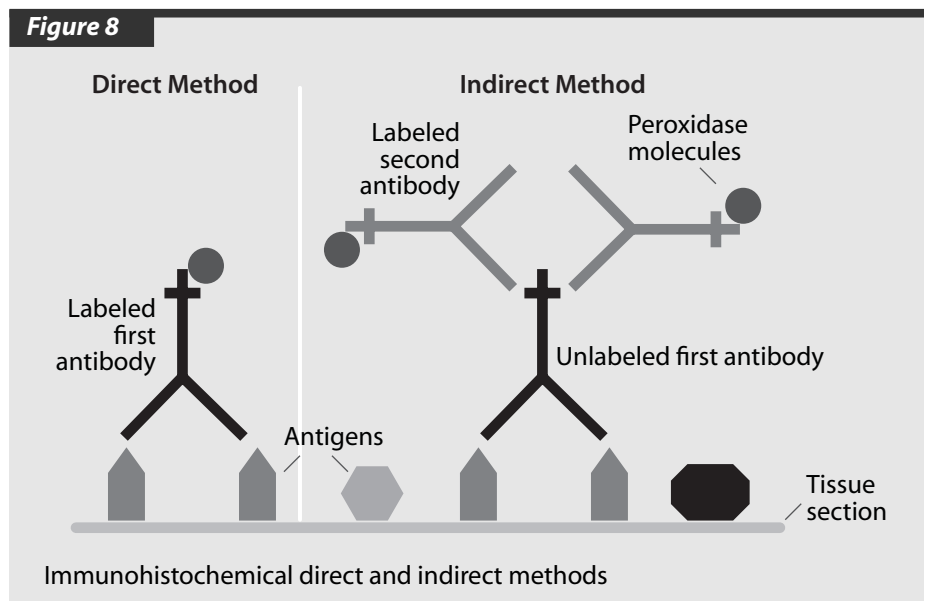 Figure 8
Direct Method
Indirect Method
Labeled
second
antibody
Peroxidase
molecules
Labeled
first
antibody
Unlabeled first antibody
Antigens
Tissue
section
Immunohistochemical direct and indirect methods